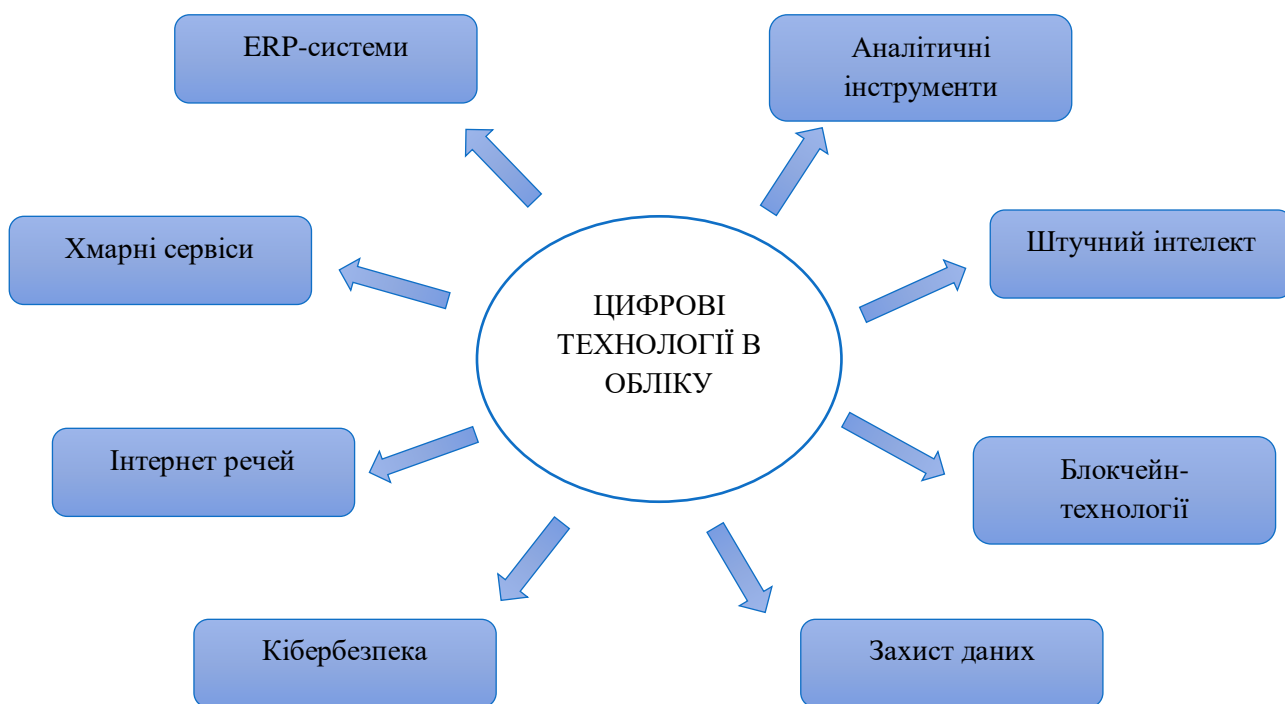 ERP-системи
Аналітичні
інструменти
Хмарні сервіси
Штучний інтелект
ЦИФРОВІ
ТЕХНОЛОГІЇ В
ОБЛІКУ
Інтернет речей
Блокчейн-
технології
Кібербезпека
Захист даних